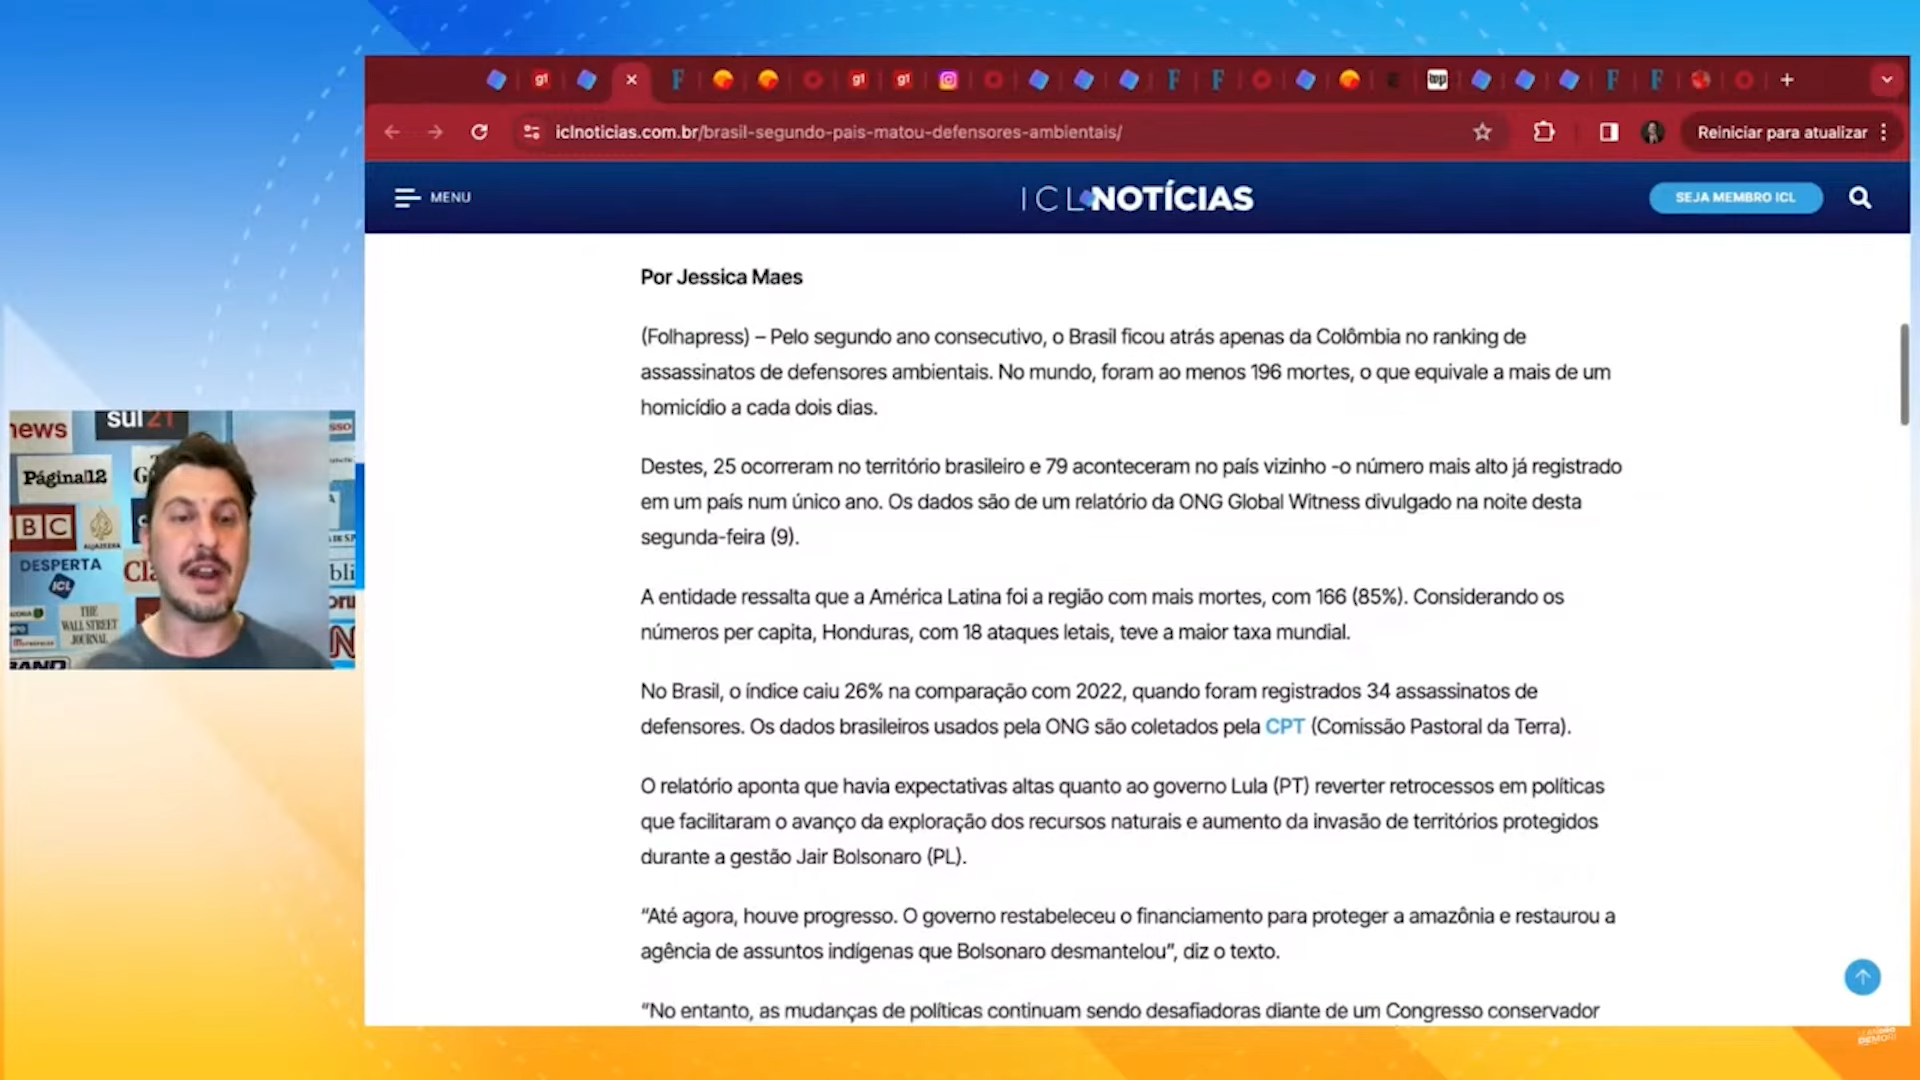 iclnoticias.com.br/brasil-segundo-pais-matou-defensores-ambientais/
Reiniciar para atualizar
MENU
ICL NOTÍCIAS
SEJA MEMBRO ICL
Por Jessica Maes
(Folhapress) – Pelo segundo ano consecutivo, o Brasil ficou atrás apenas da Colômbia no ranking de
assassinatos de defensores ambientais. No mundo, foram ao menos 196 mortes, o que equivale a mais de um
homicídio a cada dois dias.
Destes, 25 ocorreram no território brasileiro e 79 aconteceram no país vizinho -o número mais alto já registrado
em um país num único ano. Os dados são de um relatório da ONG Global Witness divulgado na noite desta
segunda-feira (9).
A entidade ressalta que a América Latina foi a região com mais mortes, com 166 (85%). Considerando os
números per capita, Honduras, com 18 ataques letais, teve a maior taxa mundial.
No Brasil, o índice caiu 26% na comparação com 2022, quando foram registrados 34 assassinatos de
defensores. Os dados brasileiros usados pela ONG são coletados pela CPT (Comissão Pastoral da Terra).
O relatório aponta que havia expectativas altas quanto ao governo Lula (PT) reverter retrocessos em políticas
que facilitaram o avanço da exploração dos recursos naturais e aumento da invasão de territórios protegidos
durante a gestão Jair Bolsonaro (PL).
“Até agora, houve progresso. O governo restabeleceu o financiamento para proteger a amazônia e restaurou a
agência de assuntos indígenas que Bolsonaro desmantelou”, diz o texto.
“No entanto, as mudanças de políticas continuam sendo desafiadoras diante de um Congresso conservador
news
sul21
Página12
BBC
ALJAZEERA
DESPERTA
ICL
THE
WALL STREET
JOURNAL
BAND
DEMORI